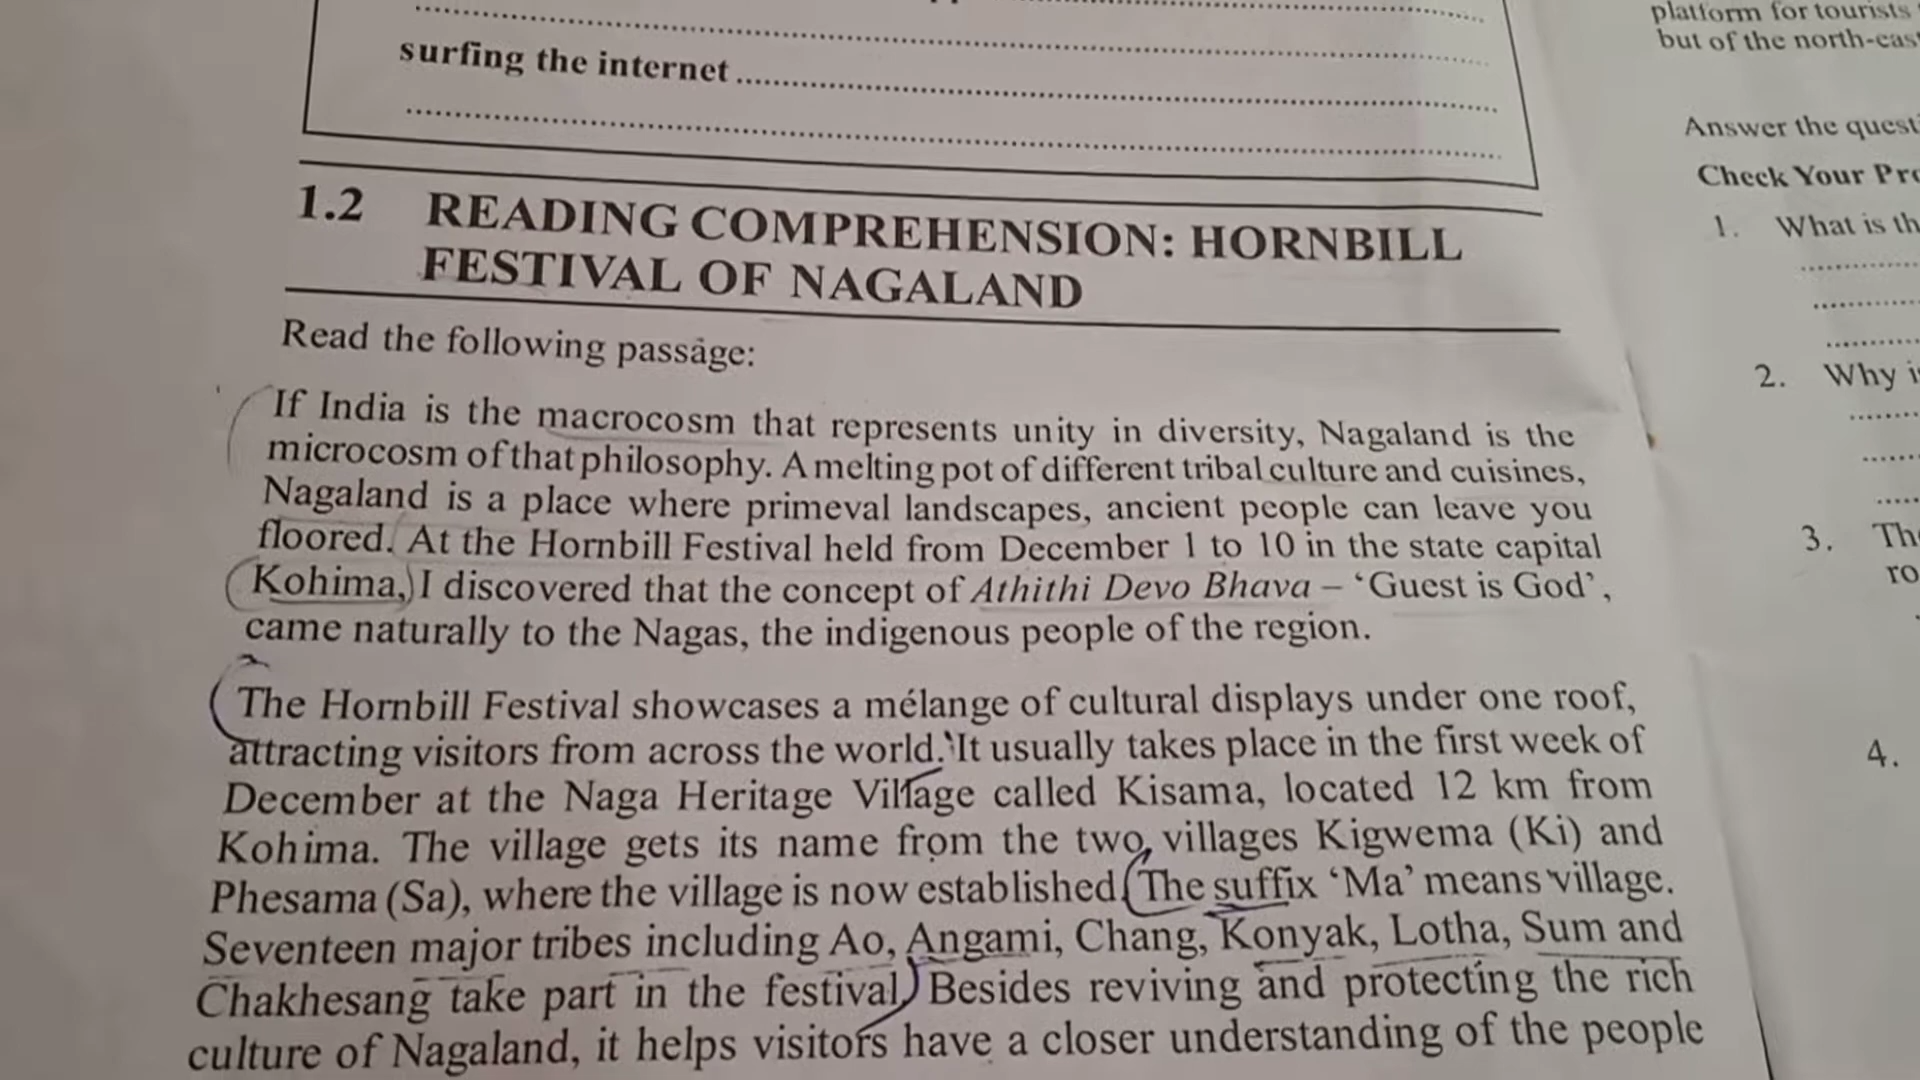 surfing the internet
1.2 READING COMPREHENSION: HORNBILL
FESTIVAL OF NAGALAND
Read the following passage:
If India is the macrocosm that represents unity in diversity, Nagaland is the
microcosm of that philosophy. A melting pot of different tribal culture and cuisines,
Nagaland is a place where primeval landscapes, ancient people can leave you
floored. At the Hornbill Festival held from December 1 to 10 in the state capital
Kohima, I discovered that the concept of Athithi Devo Bhava – ‘Guest is God’,
came naturally to the Nagas, the indigenous people of the region.
The Hornbill Festival showcases a mélange of cultural displays under one roof,
attracting visitors from across the world. It usually takes place in the first week of
December at the Naga Heritage Village called Kisama, located 12 km from
Kohima. The village gets its name from the two villages Kigwema (Ki) and
Phesama (Sa), where the village is now established. The suffix ‘Ma’ means village.
Seventeen major tribes including Ao, Angami, Chang, Konyak, Lotha, Sum and
Chakhesang take part in the festival. Besides reviving and protecting the rich
culture of Nagaland, it helps visitors have a closer understanding of the people
platform for tourists
but of the north-eas
Answer the questi
Check Your Pro
1. What is th
2. Why i
3. The
ro
4.